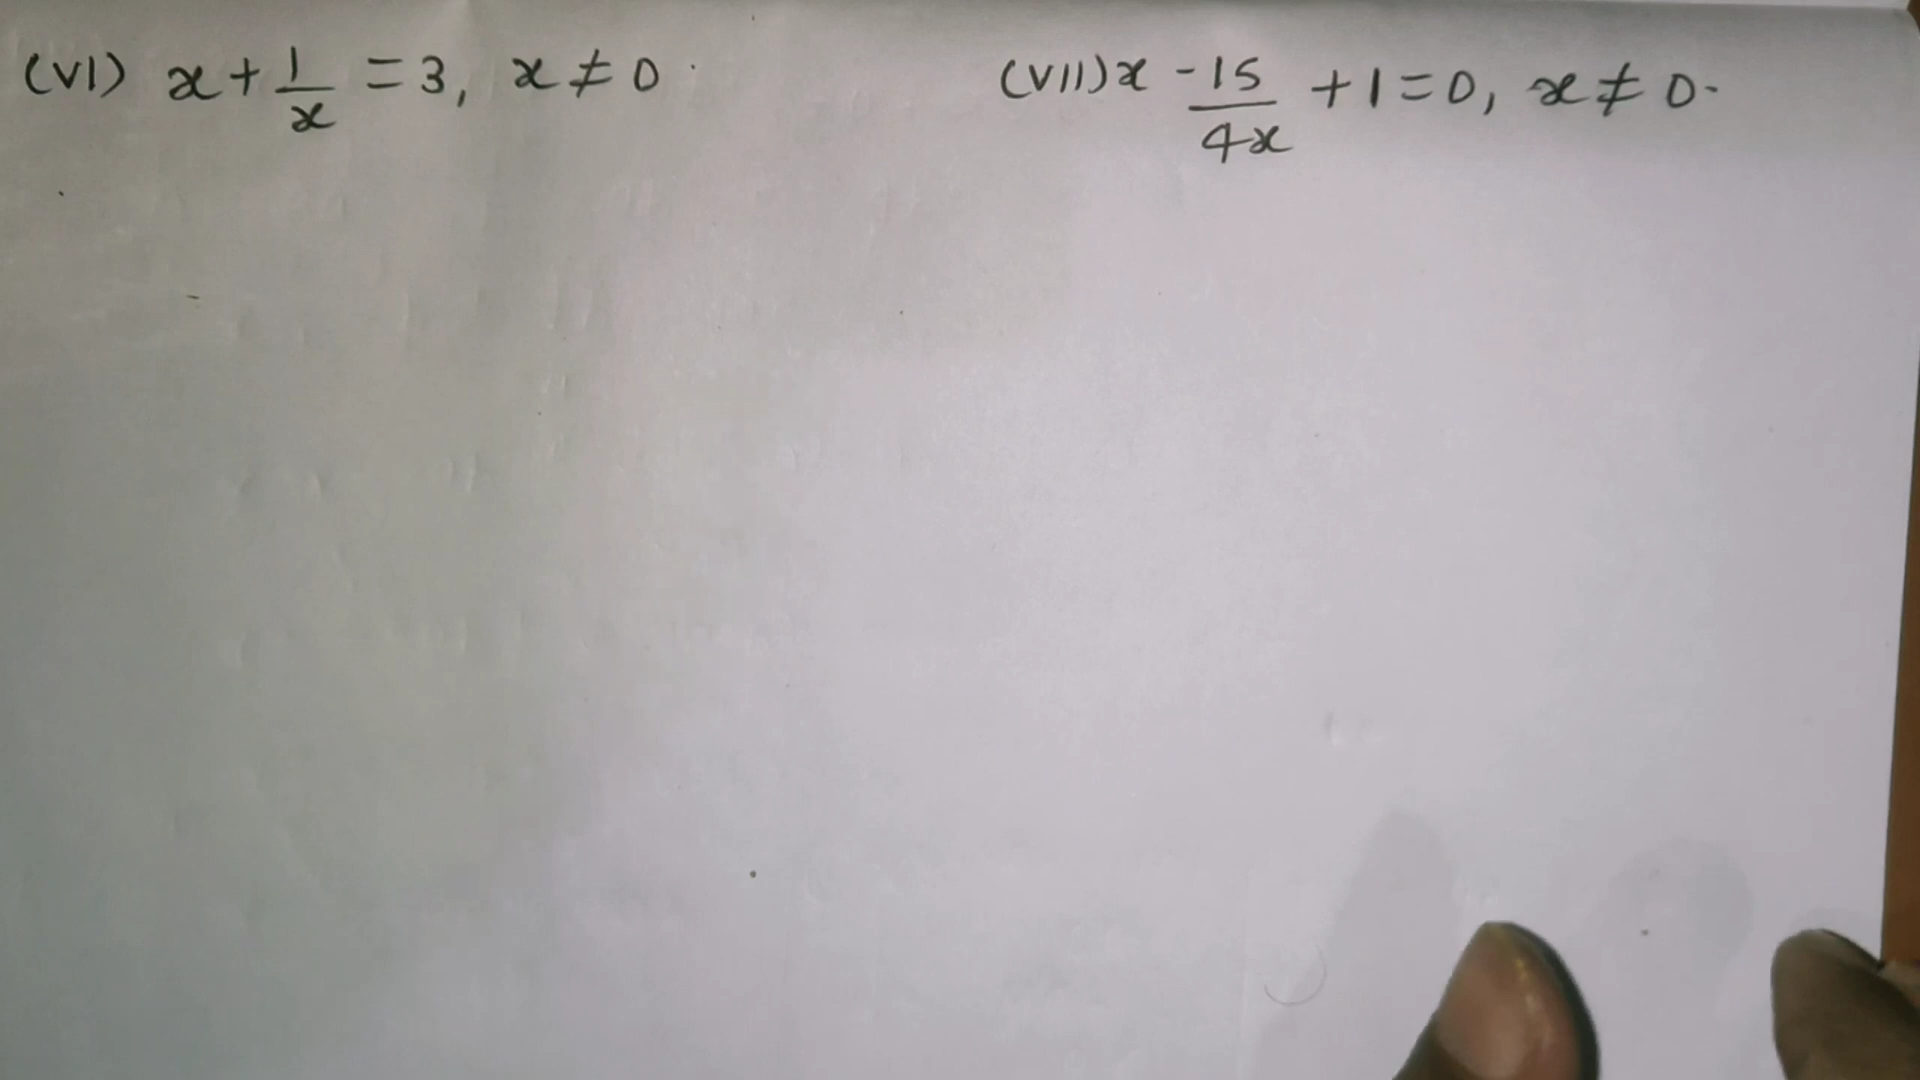 (VI) x + 1/x = 3, x ≠ 0.
(VII) x - 15/4x + 1 = 0, x ≠ 0.